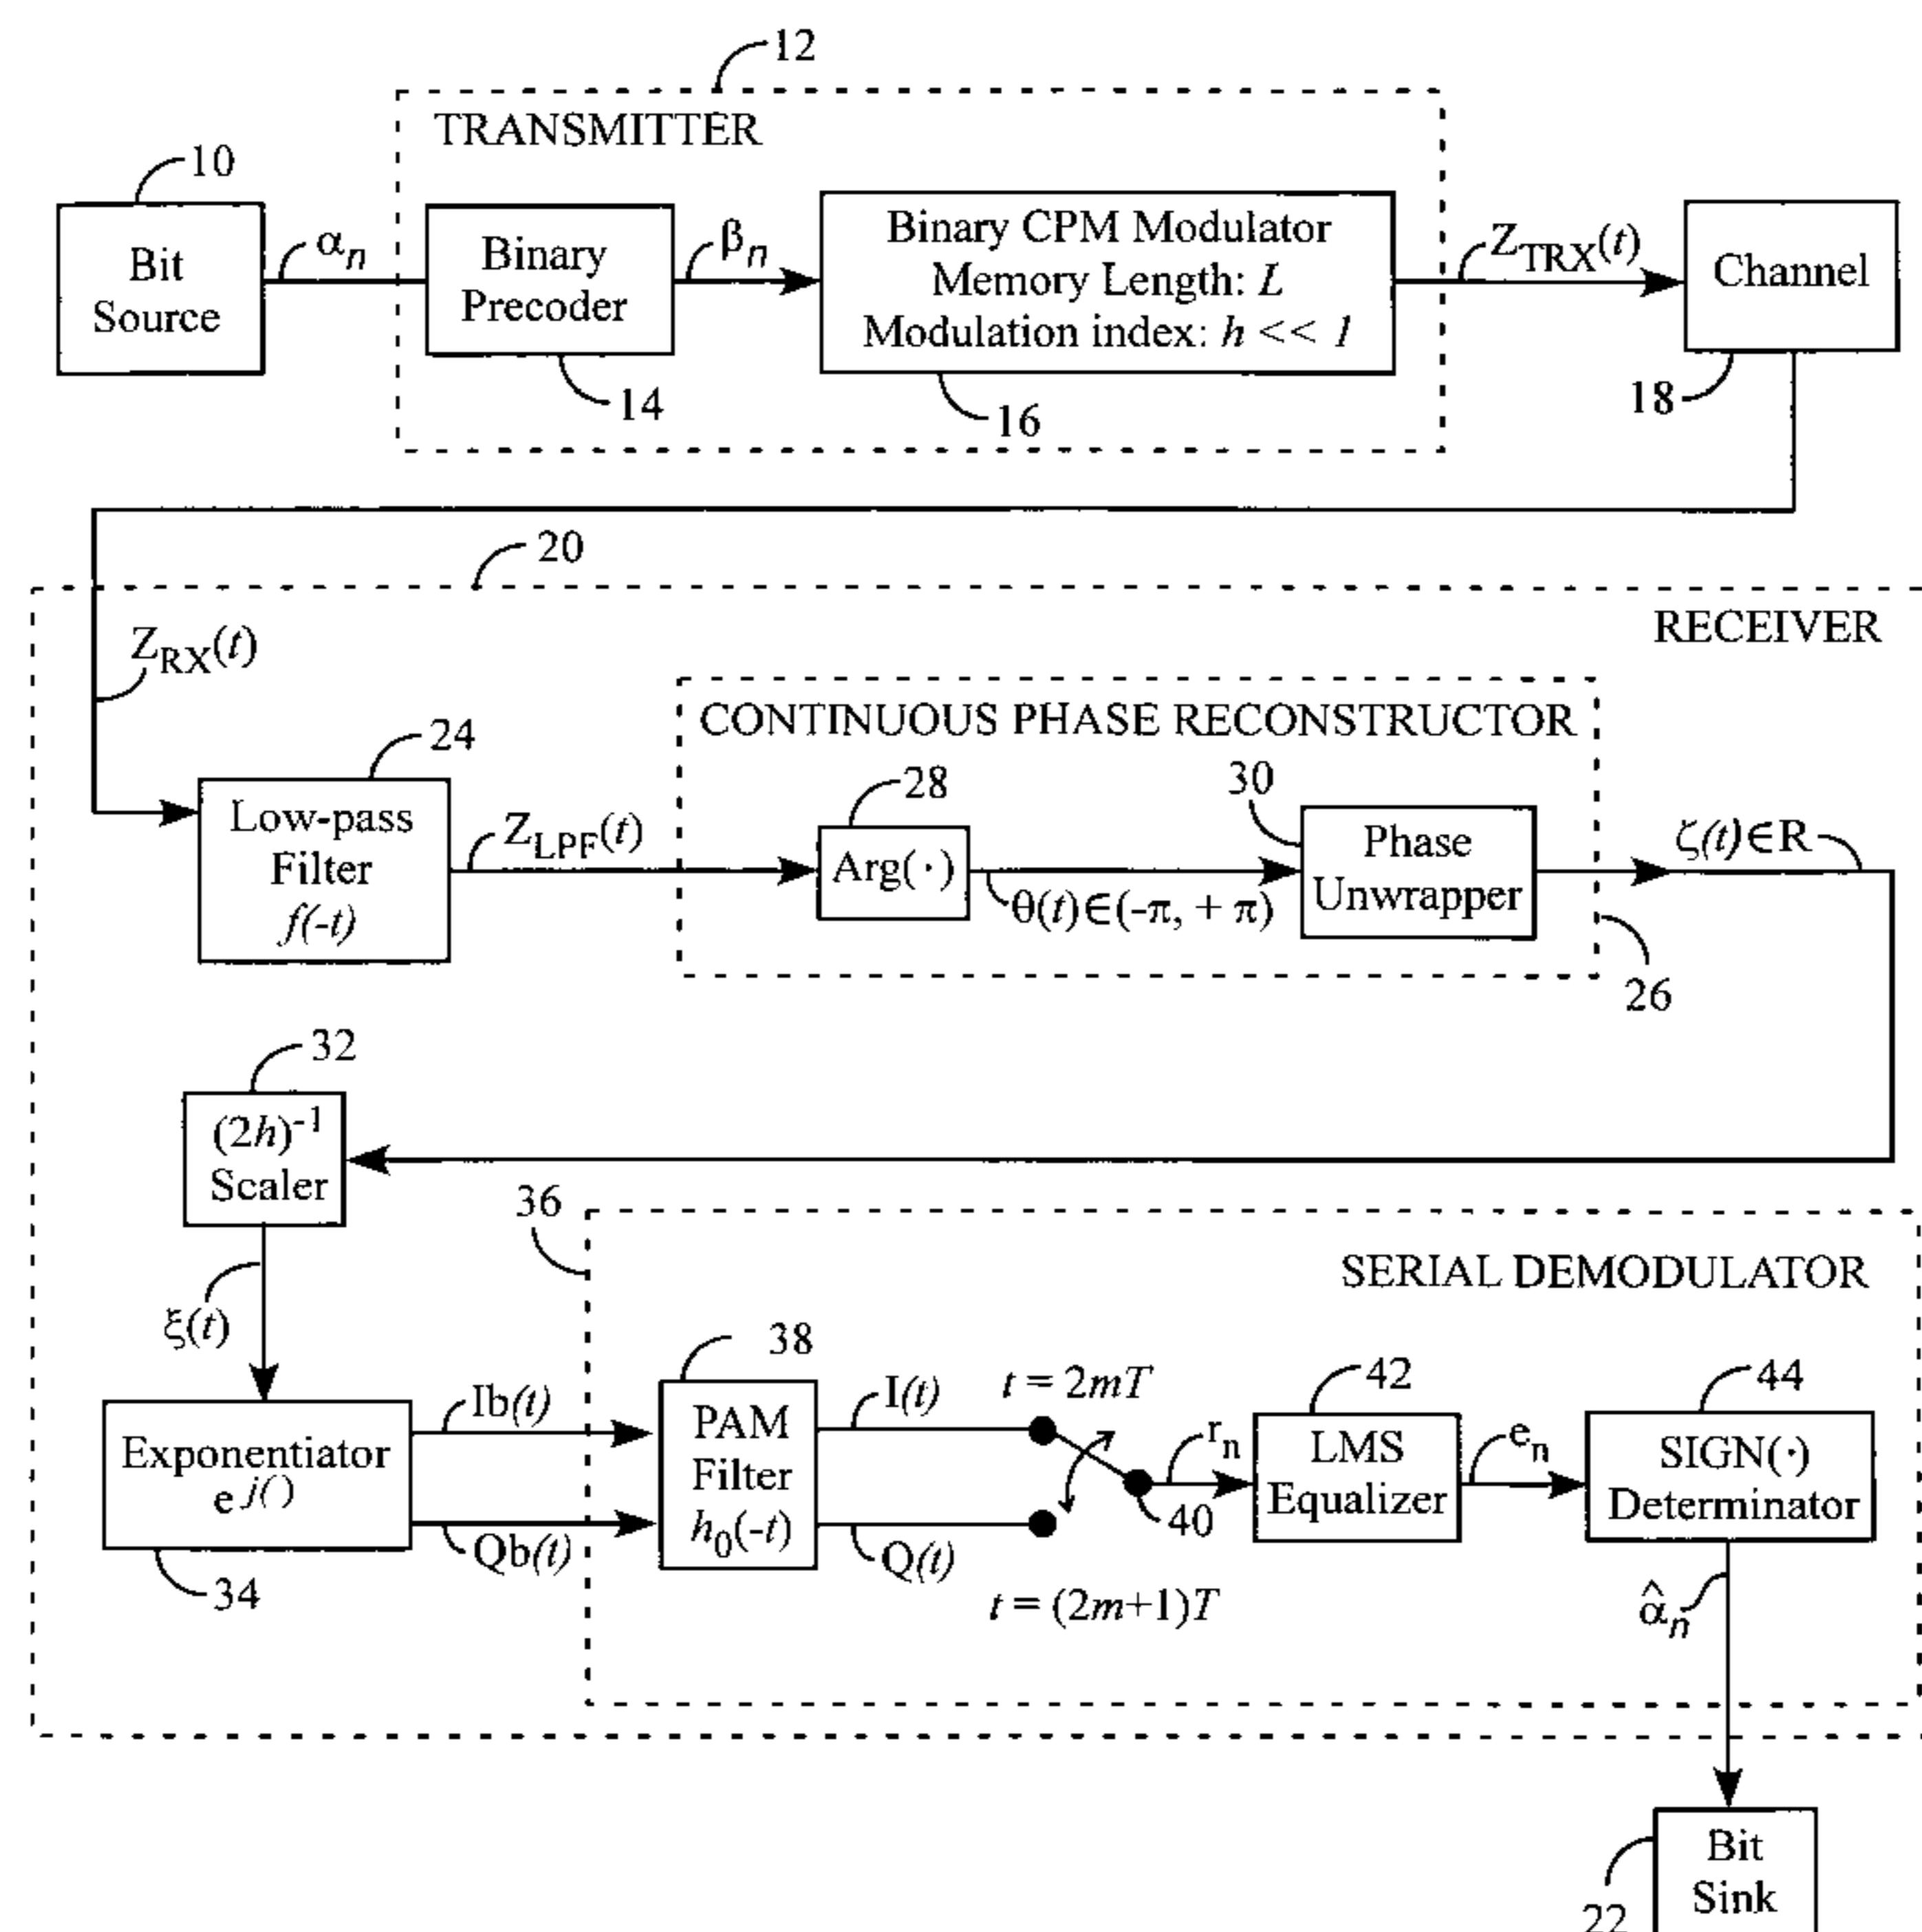 12
TRANSMITTER
10
Bit
Source
αn
Binary
Precoder
βn
Binary CPM Modulator
Memory Length: L
Modulation index: h << 1
ZTRX(t)
Channel
14
16
18
20
RECEIVER
ZRX(t)
CONTINUOUS PHASE RECONSTRUCTOR
24
Low-pass
Filter
f(-t)
ZLPF(t)
28
Arg(·)
θ(t)∈(-π, + π)
30
Phase
Unwrapper
ζ(t)∈R
26
32
(2h)-1
Scaler
36
SERIAL DEMODULATOR
ξ(t)
Exponentiator
e j( )
34
Ib(t)
Qb(t)
38
PAM
Filter
h0(-t)
I(t)
Q(t)
t = 2mT
t = (2m+1)T
40
rn
42
LMS
Equalizer
en
44
SIGN(·)
Determinator
α̂n
Bit
Sink
22